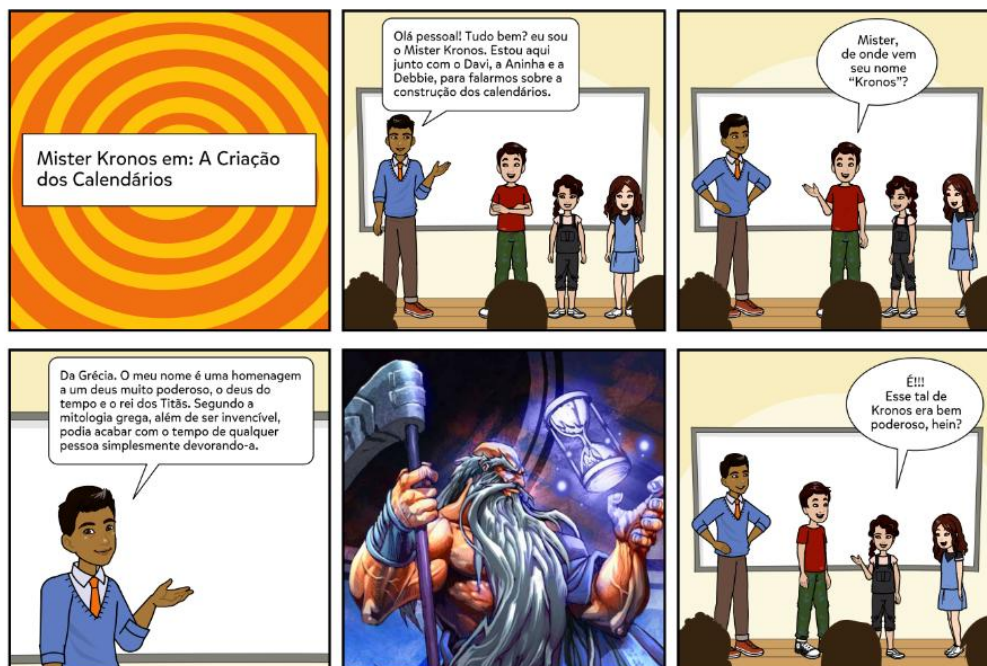 Mister Kronos em: A Criação
dos Calendários
Olá pessoal! Tudo bem? eu sou
o Mister Kronos. Estou aqui
junto com o Davi, a Aninha e a
Debbie, para falarmos sobre a
construção dos calendários.
Mister,
de onde vem
seu nome
“Kronos”?
Da Grécia. O meu nome é uma homenagem
a um deus muito poderoso, o deus do
tempo e o rei dos Titãs. Segundo a
mitologia grega, além de ser invencível,
podia acabar com o tempo de qualquer
pessoa simplesmente devorando-a.
É!!!
Esse tal de
Kronos era bem
poderoso, hein?